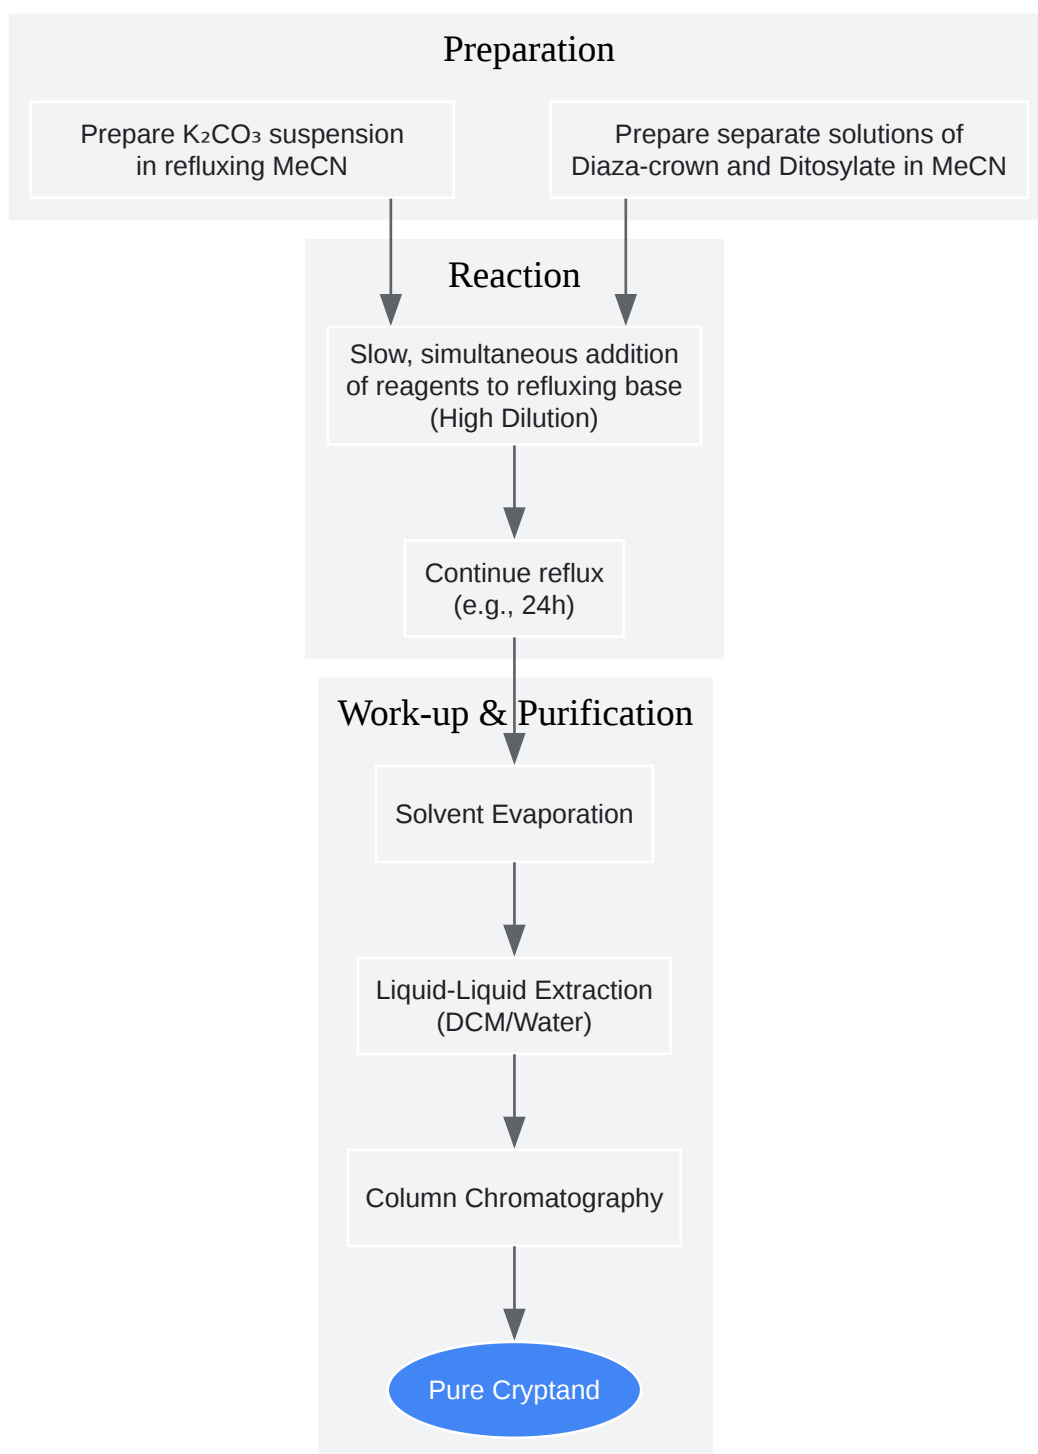 Preparation
Prepare K₂CO₃ suspension
in refluxing MeCN
Prepare separate solutions of
Diaza-crown and Ditosylate in MeCN
Reaction
Slow, simultaneous addition
of reagents to refluxing base
(High Dilution)
Continue reflux
(e.g., 24h)
Work-up & Purification
Solvent Evaporation
Liquid-Liquid Extraction
(DCM/Water)
Column Chromatography
Pure Cryptand